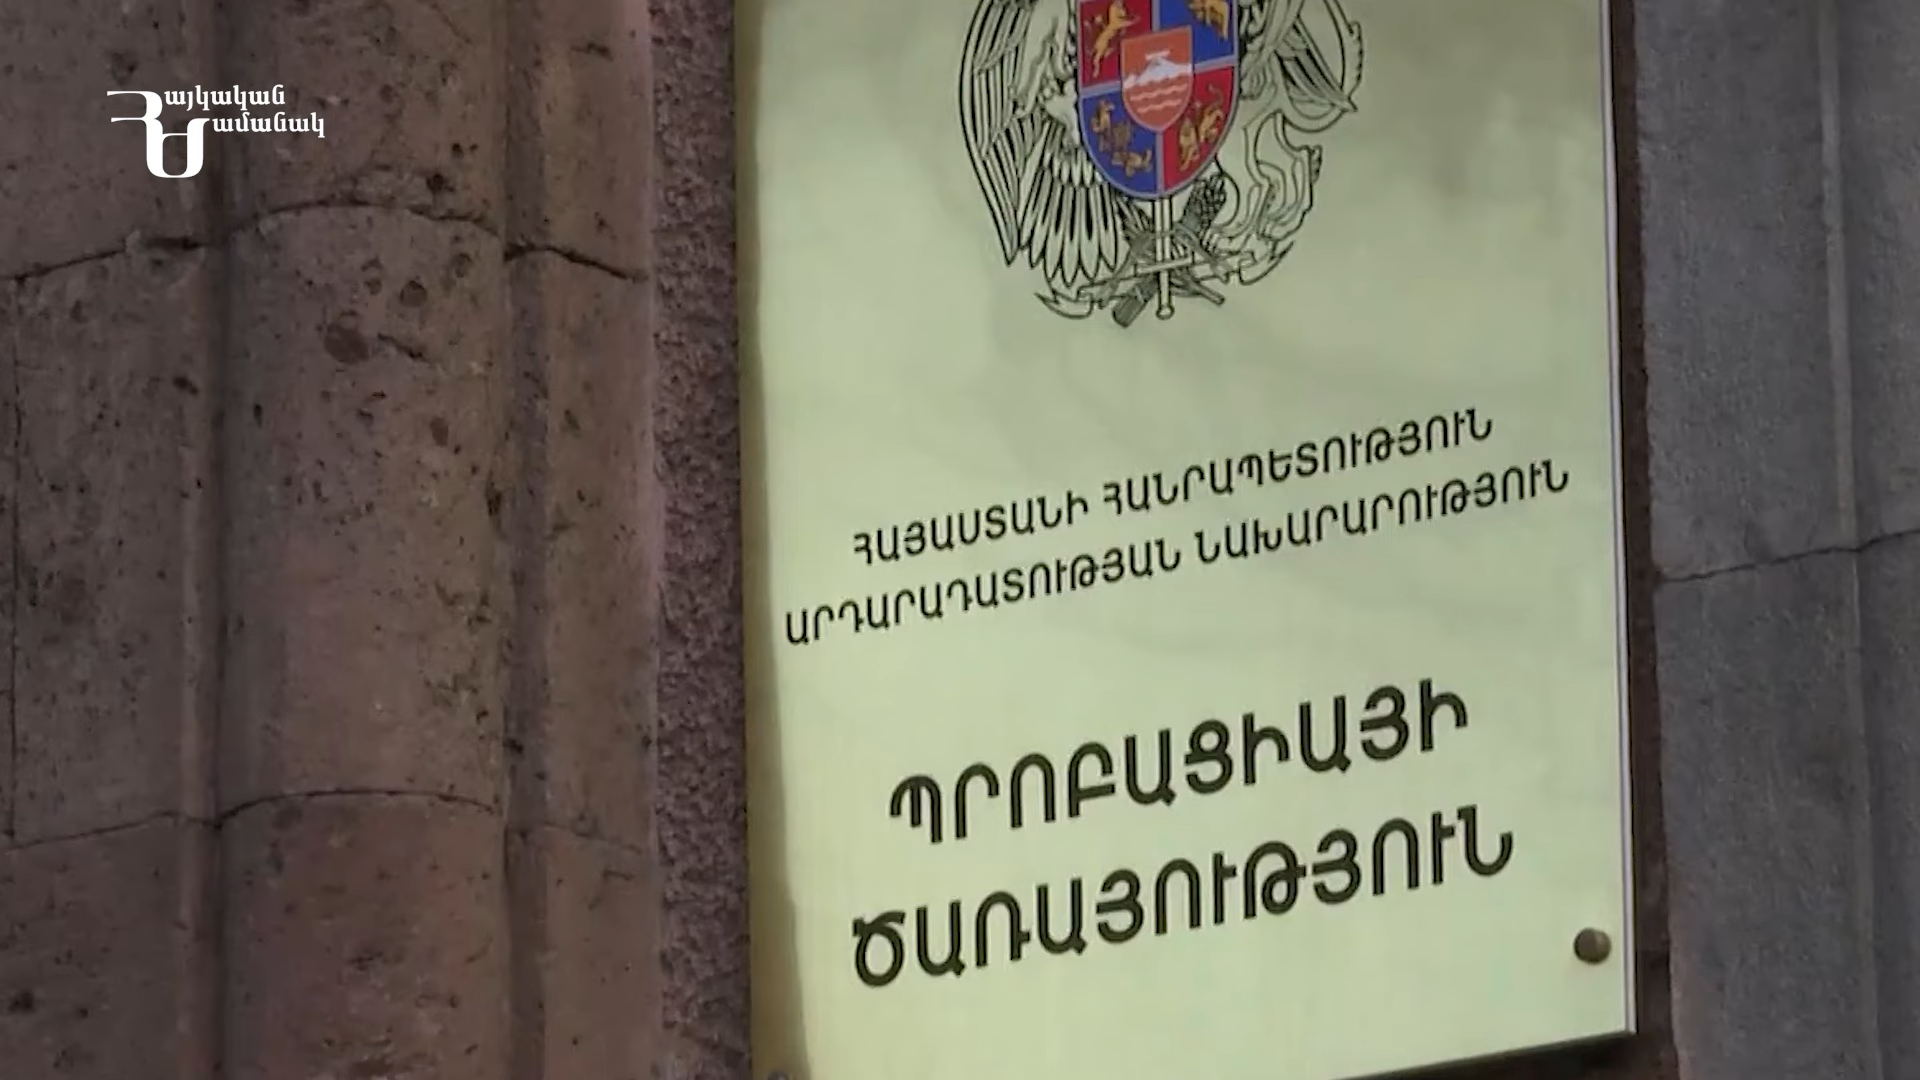 Հայկական
Ժամանակ
ՀԱՅԱՍՏԱՆԻ ՀԱՆՐԱՊԵՏՈՒԹՅՈՒՆ
ԱՐԴԱՐԱԴԱՏՈՒԹՅԱՆ ՆԱԽԱՐԱՐՈՒԹՅՈՒՆ
ՊՐՈԲԱՑԻԱՅԻ
ԾԱՌԱՅՈՒԹՅՈՒՆ